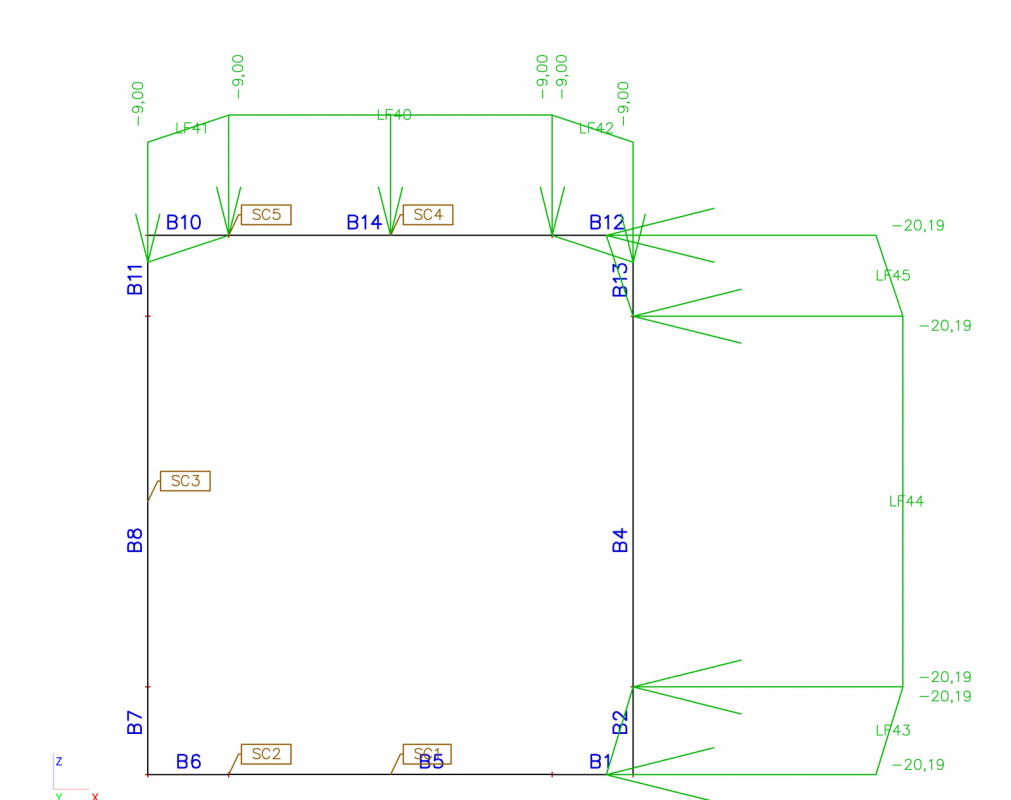 -9,00
-9,00
-9,00
-9,00
-9,00
LF41
LF40
LF42
B10
SC5
B14
SC4
B12
-20,19
B11
B13
LF45
-20,19
SC3
LF44
B8
B4
-20,19
-20,19
B7
B2
LF43
B6
SC2
SC1
B5
B1
-20,19
Z
Y
X